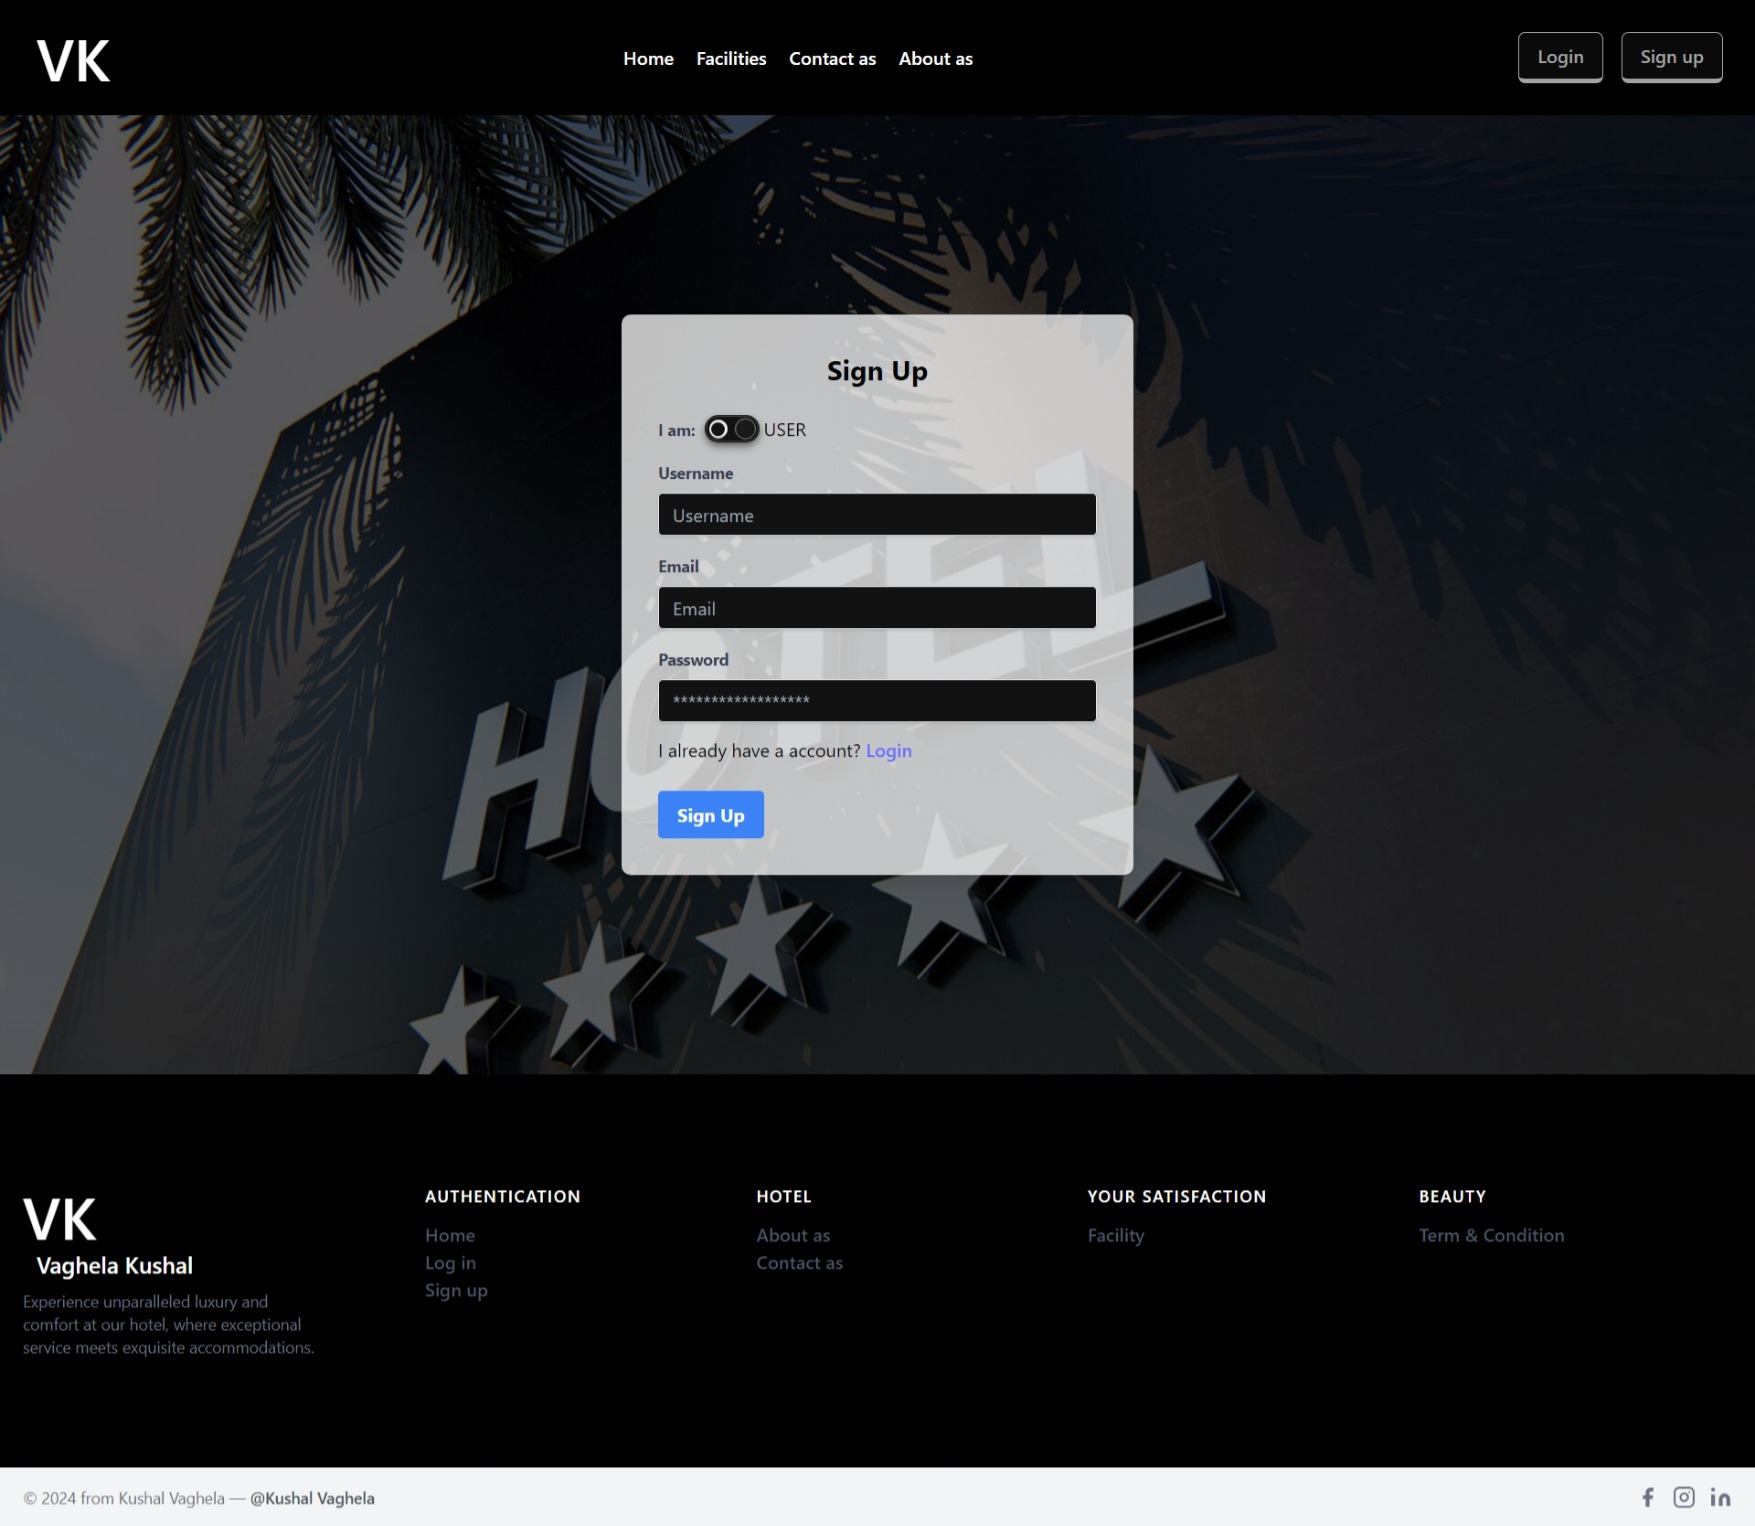 VK
Home Facilities Contact as About as
Login Sign up
Sign Up
I am: USER
Username
Username
Email
Email
Password
******************
I already have a account? Login
Sign Up
HOTEL
VK
Vaghela Kushal
Experience unparalleled luxury and
comfort at our hotel, where exceptional
service meets exquisite accommodations.
AUTHENTICATION
Home
Log in
Sign up
HOTEL
About as
Contact as
YOUR SATISFACTION
Facility
BEAUTY
Term & Condition
© 2024 from Kushal Vaghela — @Kushal Vaghela